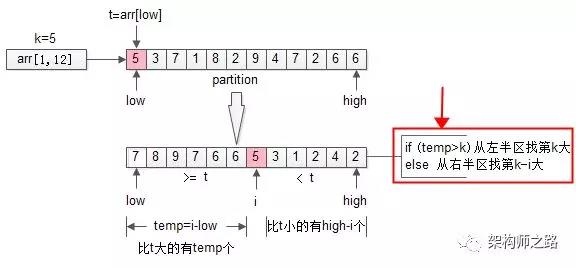 t=arr[low]
k=5
arr[1,12]
5 3 7 1 8 2 9 4 7 6 6
partition
low
high
7 8 9 7 6 6 5 3 1 2 4 2
>= t
< t
low
i
high
temp=i-low
比t大的有temp个
比t小的有high-i个
if (temp>k) 从左半区找第k大
else 从右半区找第k-i大
架构师之路